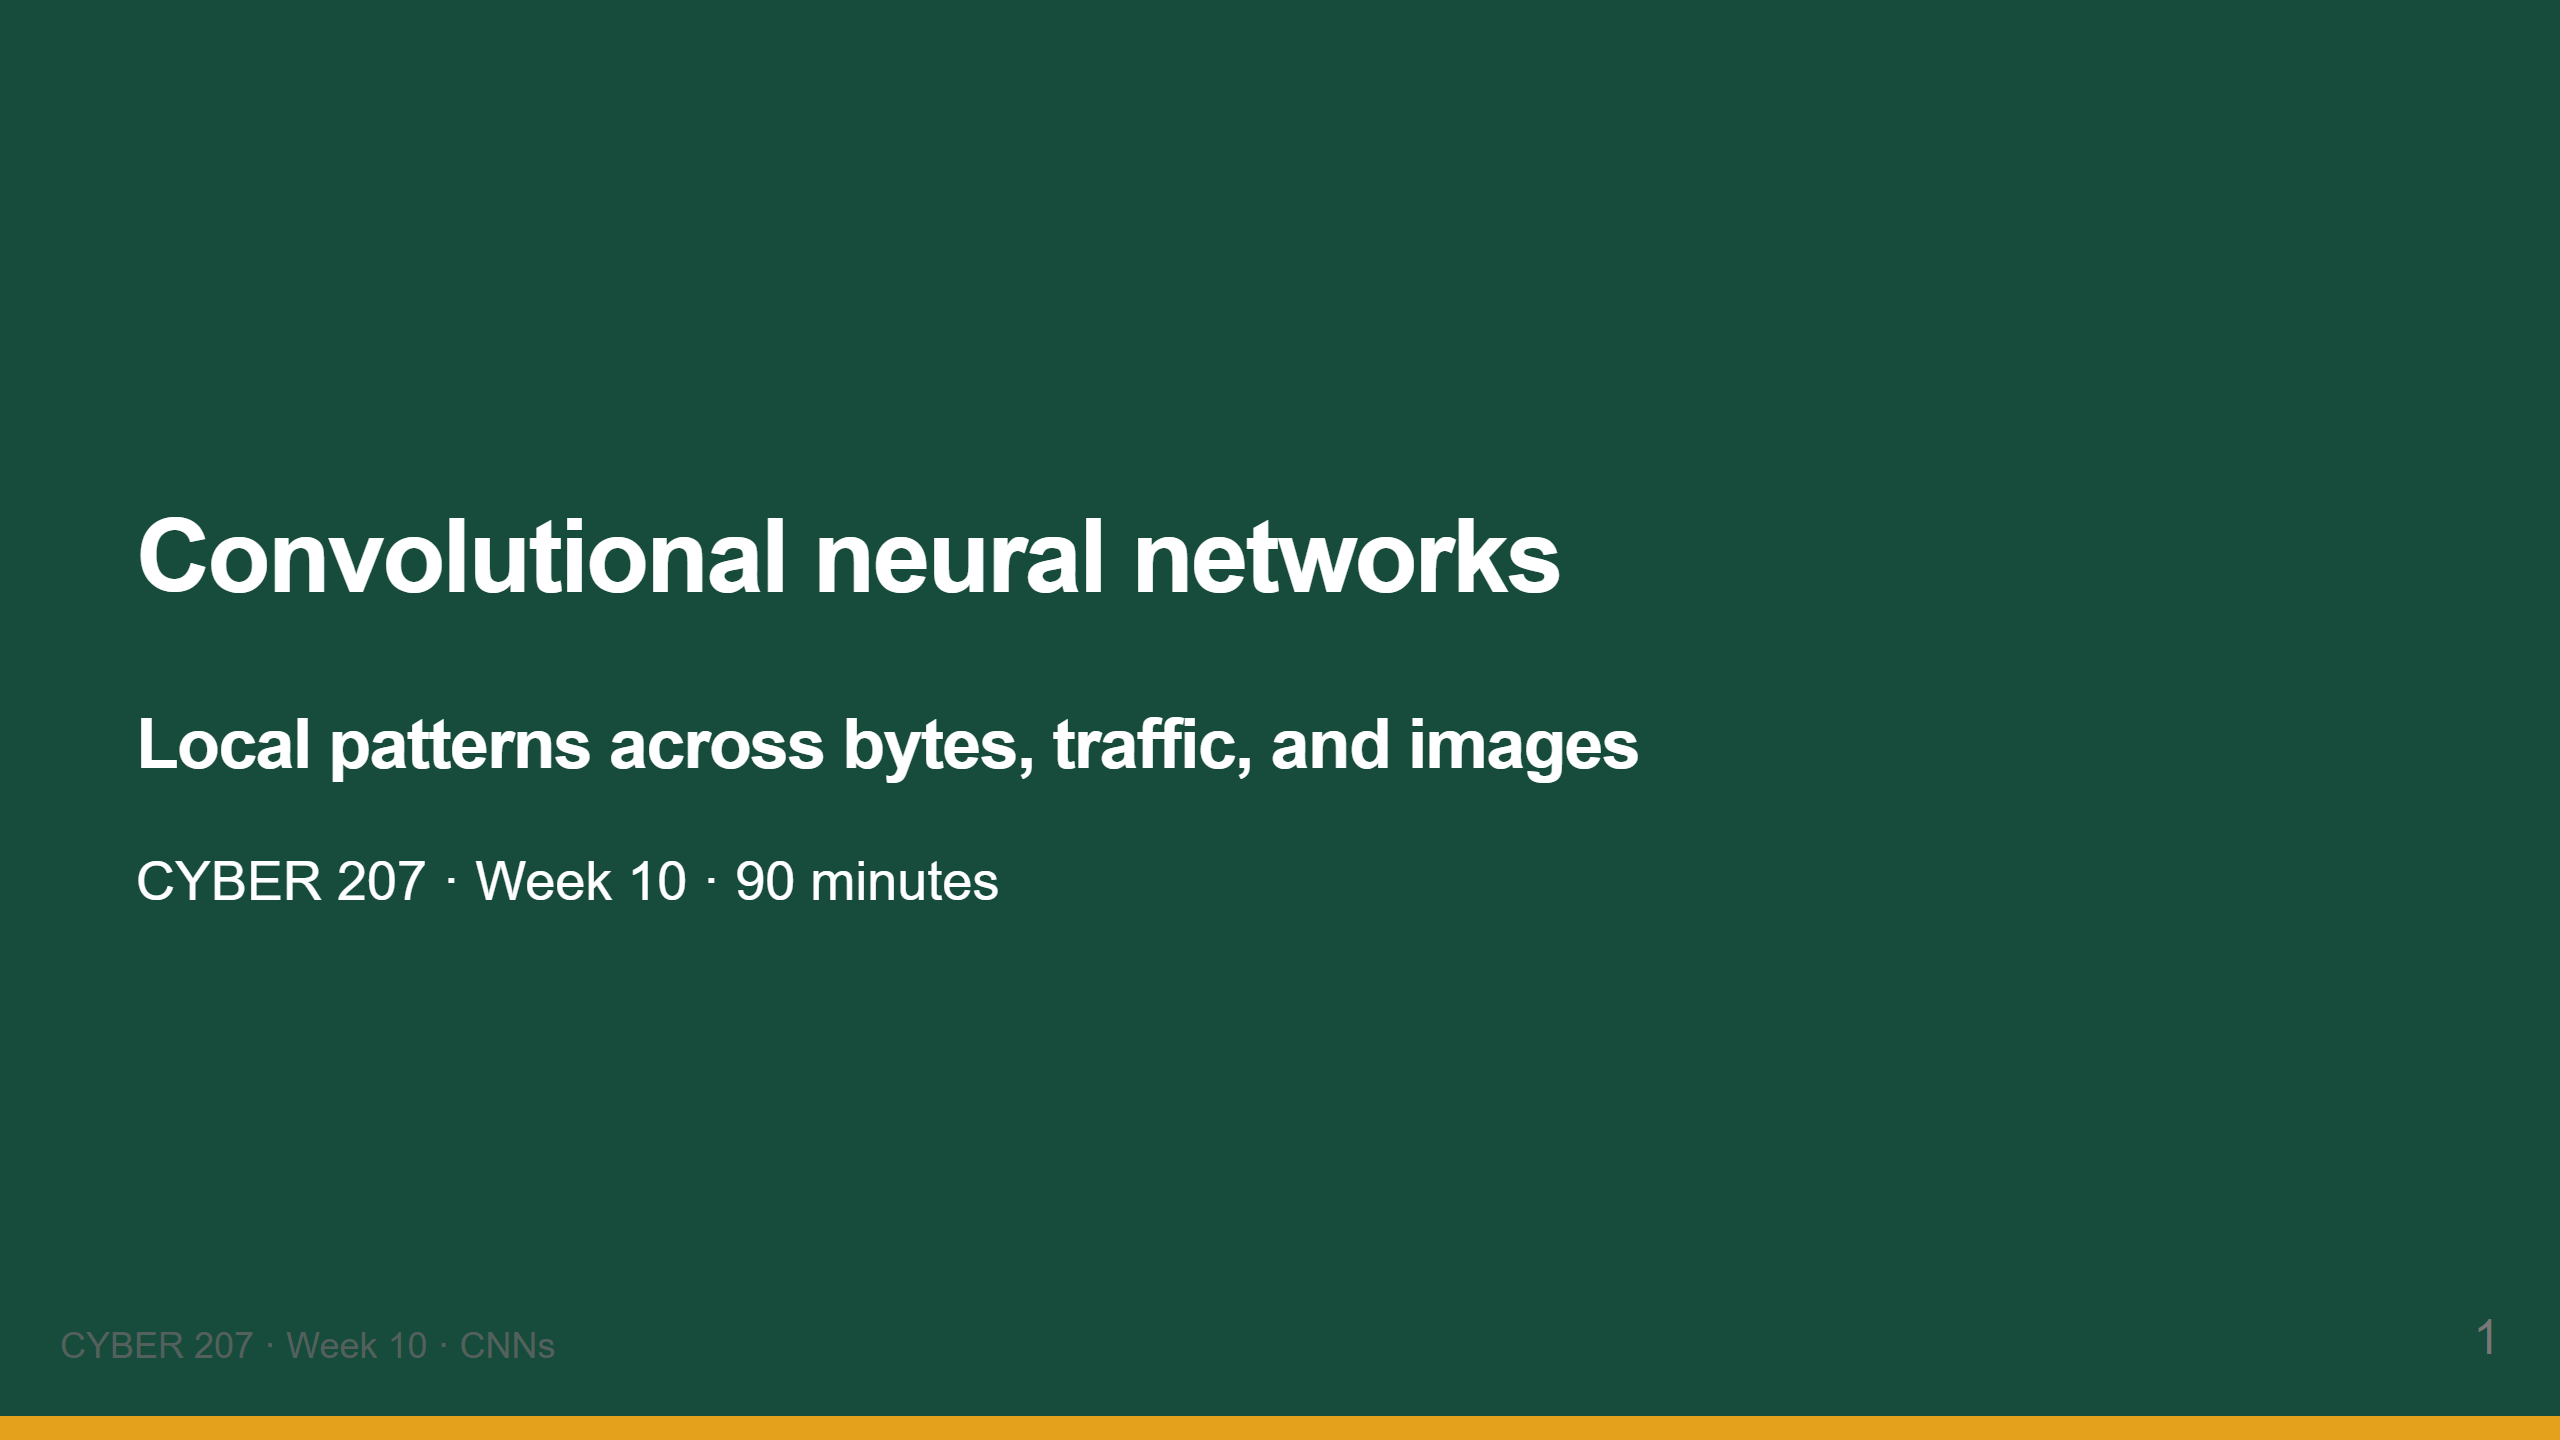 Convolutional neural networks
Local patterns across bytes, traffic, and images
CYBER 207 · Week 10 · 90 minutes
CYBER 207 · Week 10 · CNNs
1